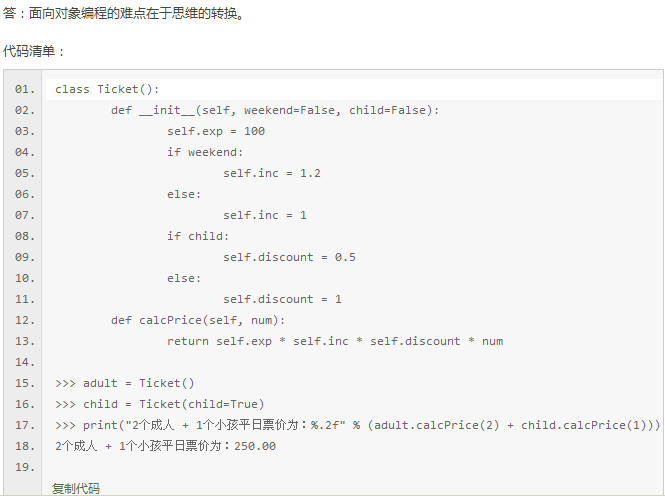 答：面向对象编程的难点在于思维的转换。
代码清单：
01. class Ticket():
02.         def __init__(self, weekend=False, child=False):
03.                 self.exp = 100
04.                 if weekend:
05.                         self.inc = 1.2
06.                 else:
07.                         self.inc = 1
08.                 if child:
09.                         self.discount = 0.5
10.                 else:
11.                         self.discount = 1
12.         def calcPrice(self, num):
13.                 return self.exp * self.inc * self.discount * num
14.
15. >>> adult = Ticket()
16. >>> child = Ticket(child=True)
17. >>> print("2个成人 + 1个小孩平日票价为：%.2f" % (adult.calcPrice(2) + child.calcPrice(1)))
18. 2个成人 + 1个小孩平日票价为：250.00
19.
复制代码